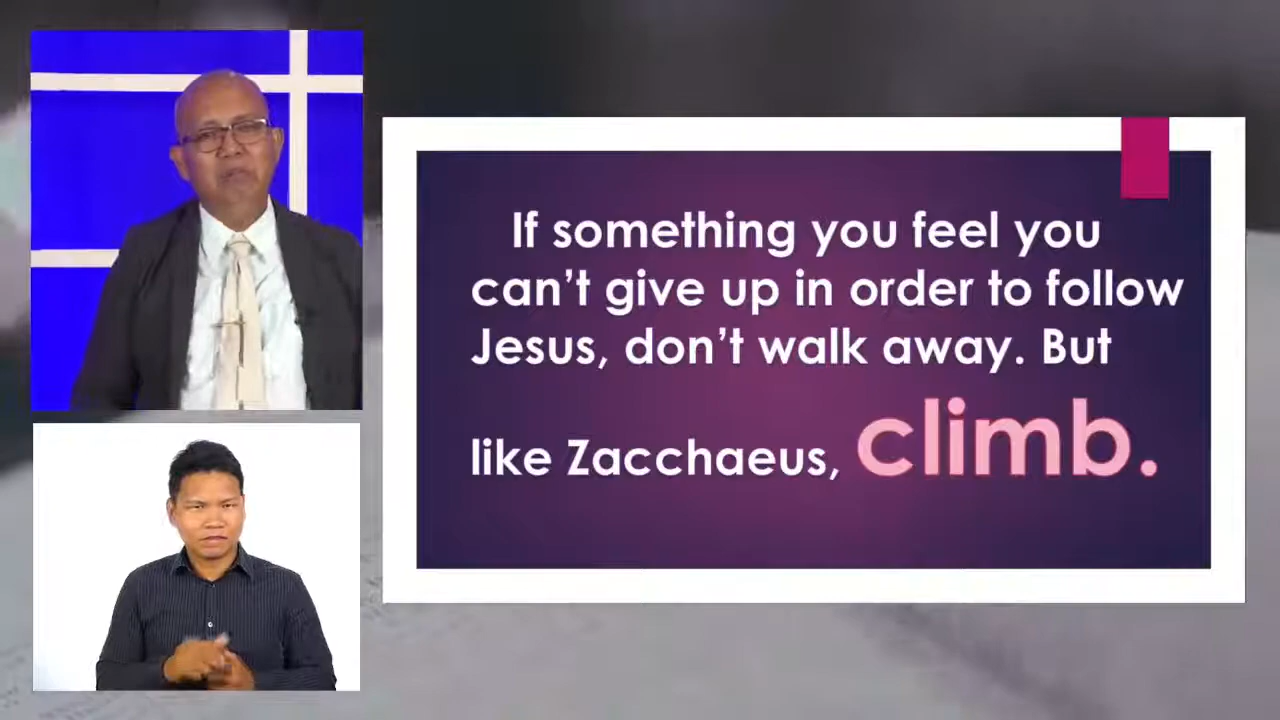 If something you feel you
can't give up in order to follow
Jesus, don't walk away. But
like Zacchaeus, climb.